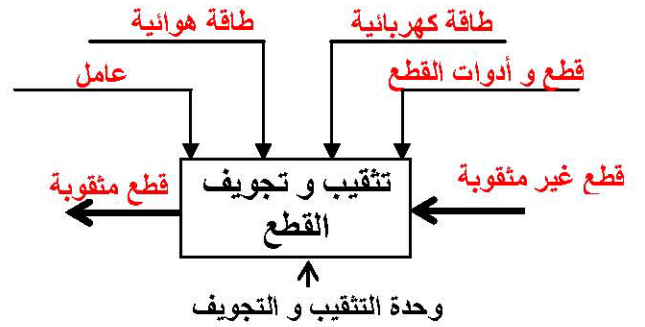 طاقة كهربائية
طاقة هوائية
قطع و أدوات القطع
عامل
قطع غير مثقوبة
تثقيب و تجويف
القطع
قطع مثقوبة
وحدة التثقيب و التجويف